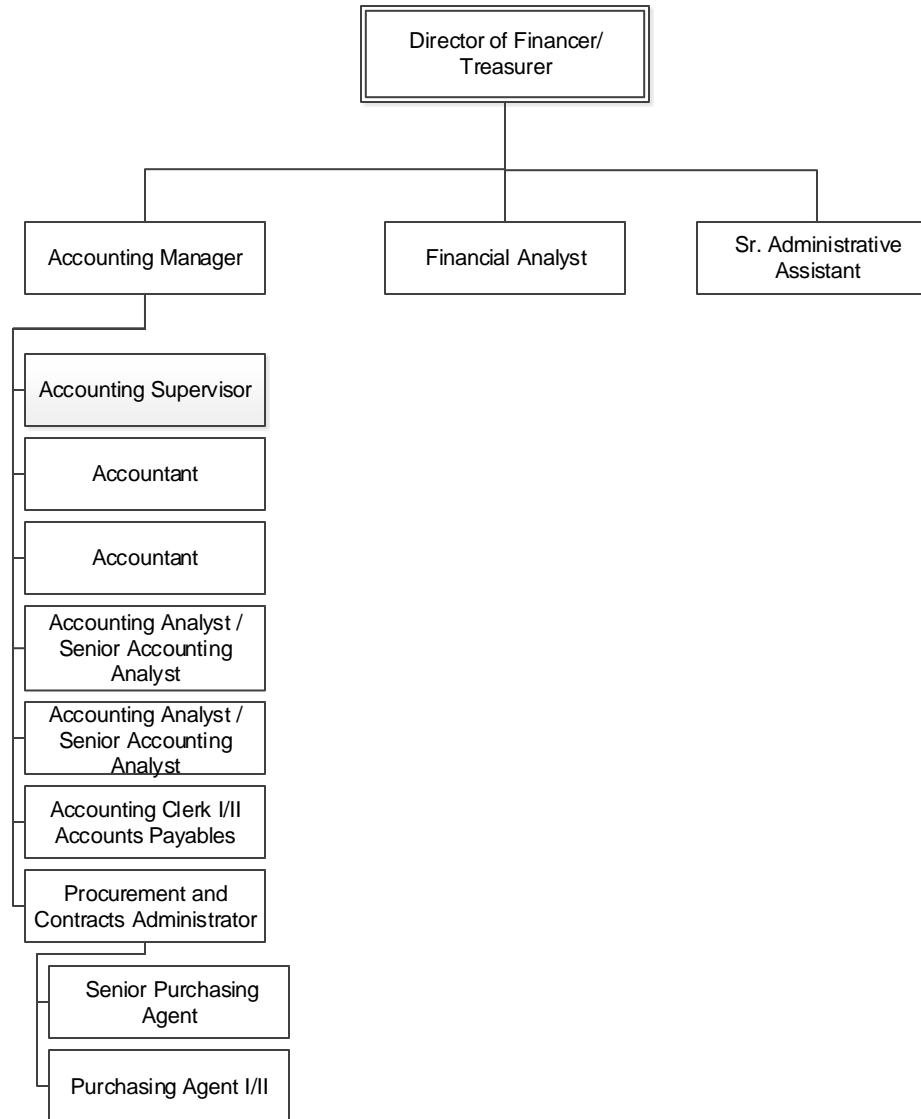 Director of Financer/
Treasurer
Accounting Manager
Financial Analyst
Sr. Administrative
Assistant
Accounting Supervisor
Accountant
Accountant
Accounting Analyst /
Senior Accounting
Analyst
Accounting Analyst /
Senior Accounting
Analyst
Accounting Clerk I/II
Accounts Payables
Procurement and
Contracts Administrator
Senior Purchasing
Agent
Purchasing Agent I/II